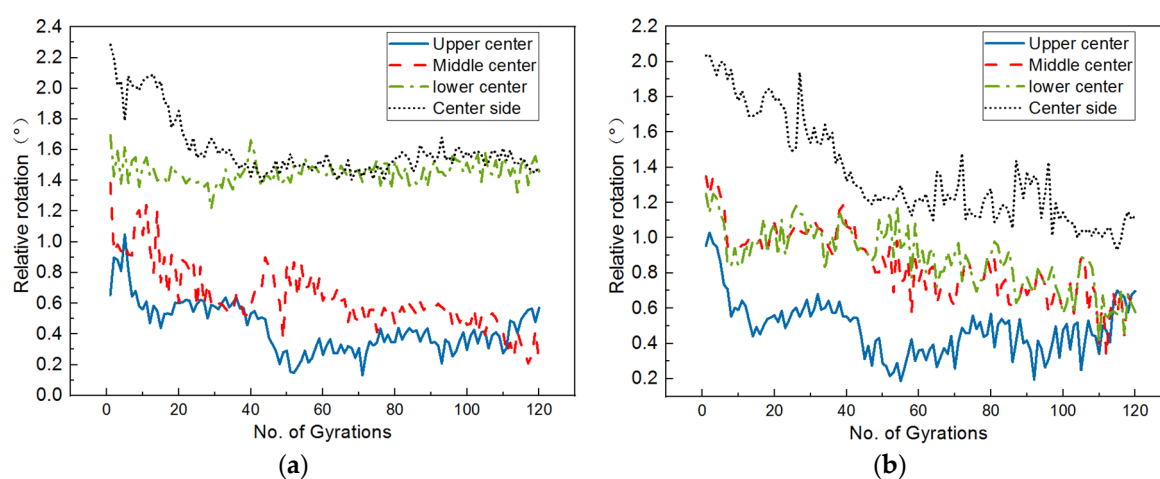 2.4
2.2
2.0
1.8
1.6
1.4
1.2
1.0
0.8
0.6
0.4
0.2
0.0
Relative rotation（°）
Upper center
Middle center
lower center
Center side
0 20 40 60 80 100 120
No. of Gyrations
(a)
2.2
2.0
1.8
1.6
1.4
1.2
1.0
0.8
0.6
0.4
0.2
Relative rotation（°）
Upper center
Middle center
lower center
Center side
0 20 40 60 80 100 120
No. of Gyrations
(b)